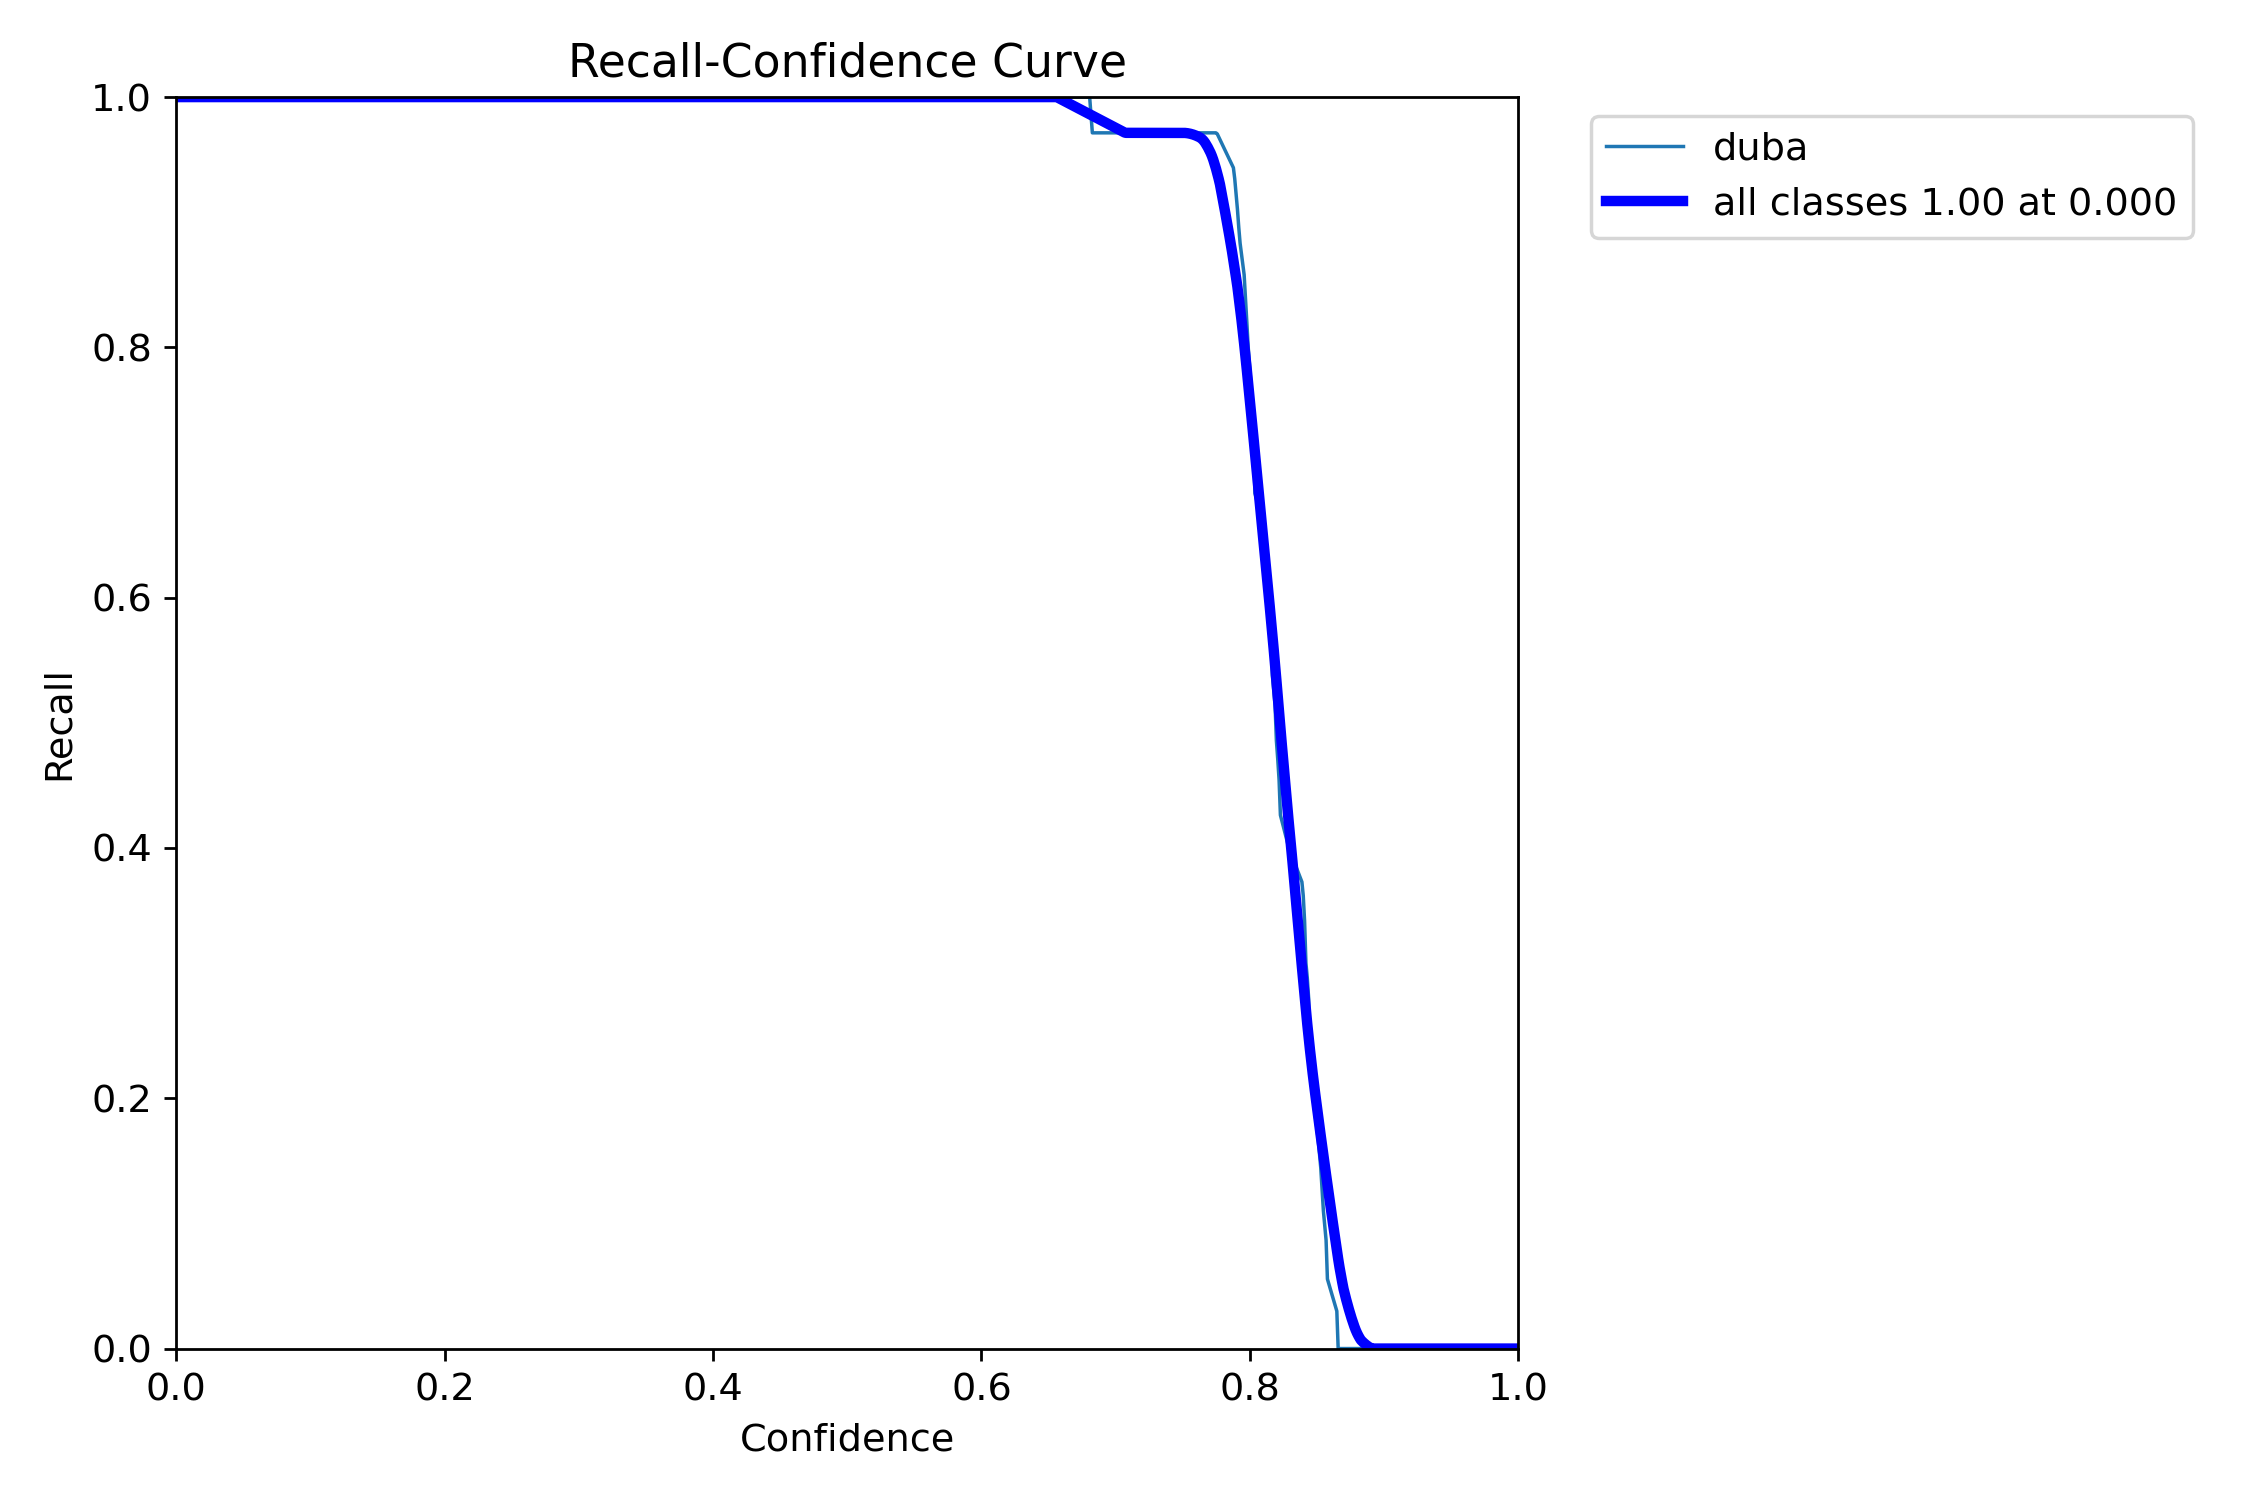 Recall-Confidence Curve
1.0
0.8
0.6
0.4
0.2
0.0
Recall
0.0 0.2 0.4 0.6 0.8 1.0
Confidence
duba
all classes 1.00 at 0.000